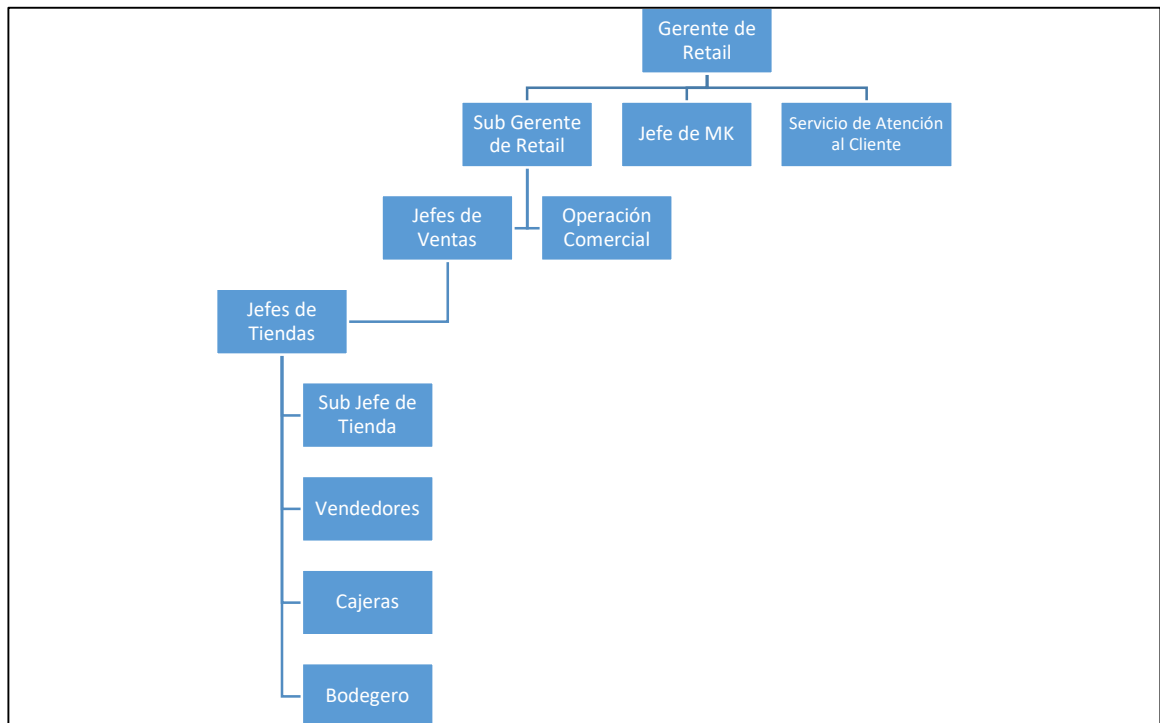 Gerente de
Retail
Sub Gerente
de Retail
Jefe de MK
Servicio de Atención
al Cliente
Jefes de
Ventas
Operación
Comercial
Jefes de
Tiendas
Sub Jefe de
Tienda
Vendedores
Cajeras
Bodegero